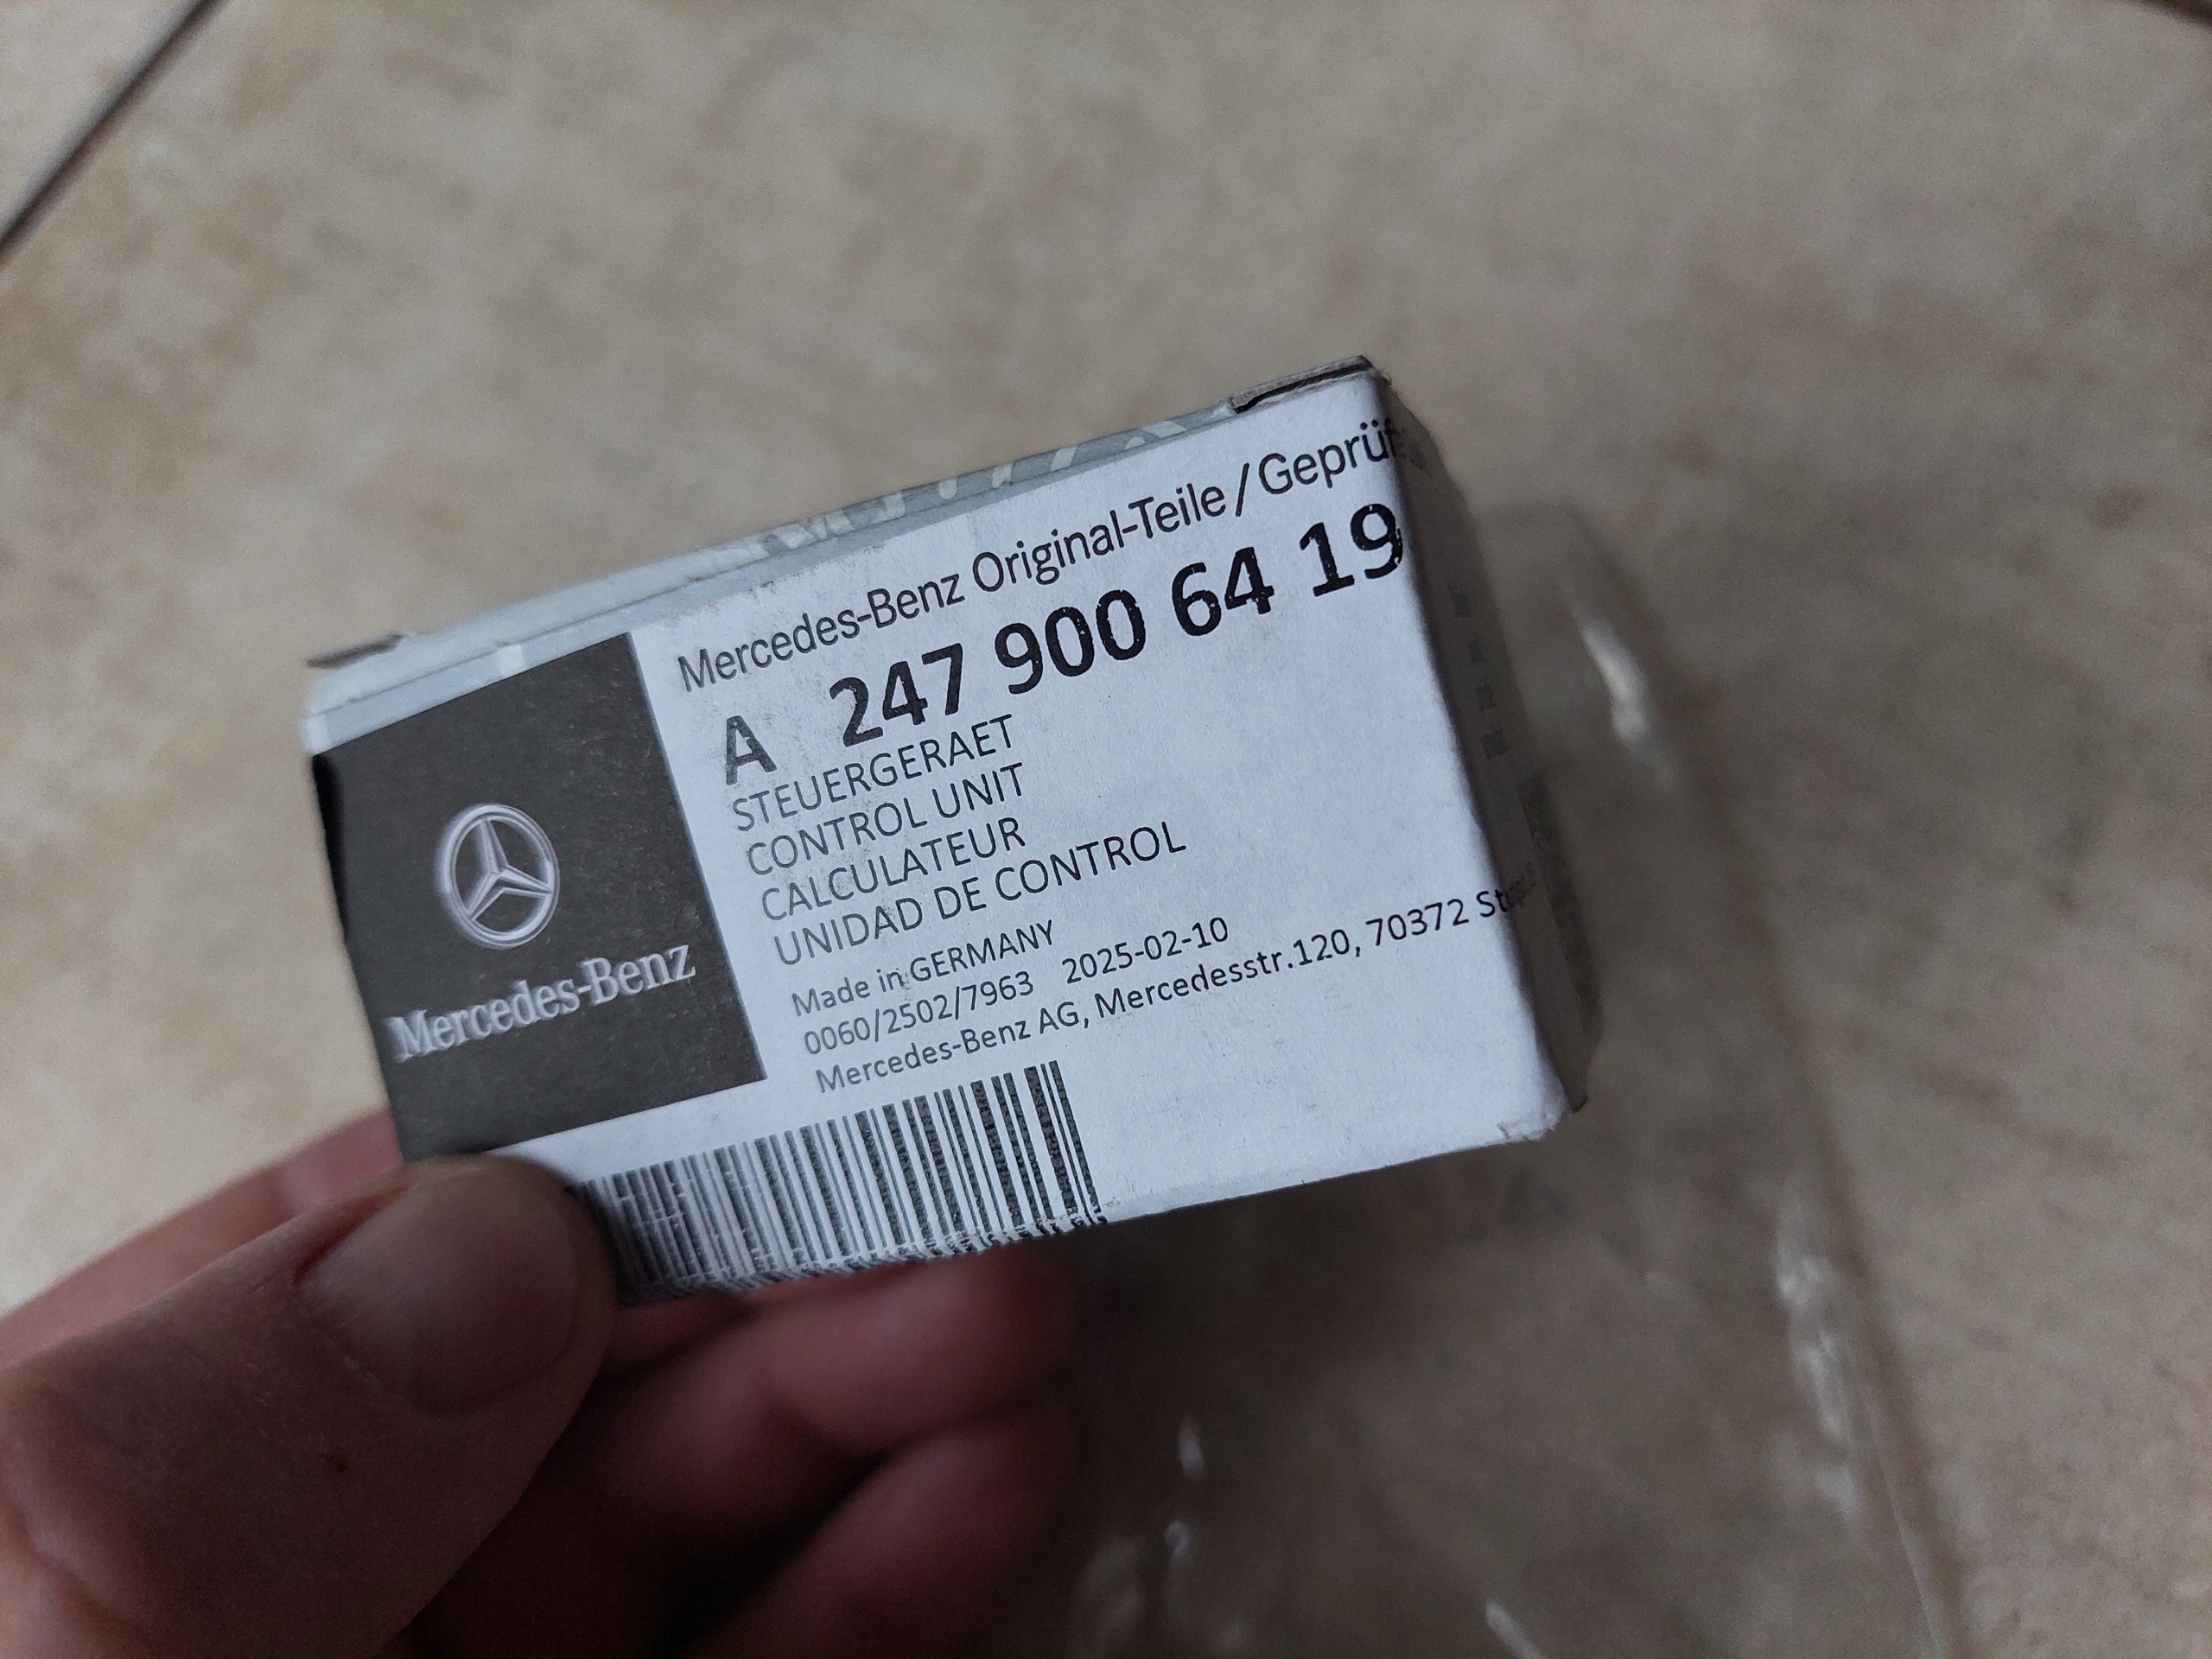 Mercedes-Benz Original-Teile / Geprüf
A 247 900 64 19
STEUERGERAET
CONTROL UNIT
CALCULATEUR
UNIDAD DE CONTROL
Made in GERMANY
0060/2502/7963 2025-02-10
Mercedes-Benz AG, Mercedesstr.120, 70372
Mercedes-Benz